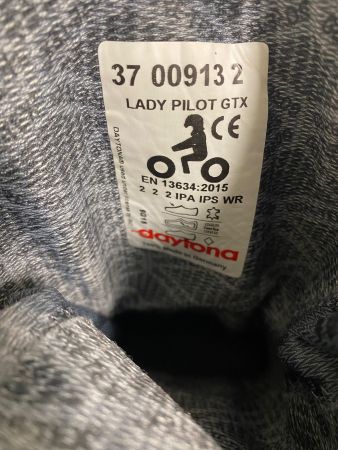 37 00913 2
LADY PILOT GTX
CE
EN 13634:2015
2 2 2 IPA IPS WR
daytona